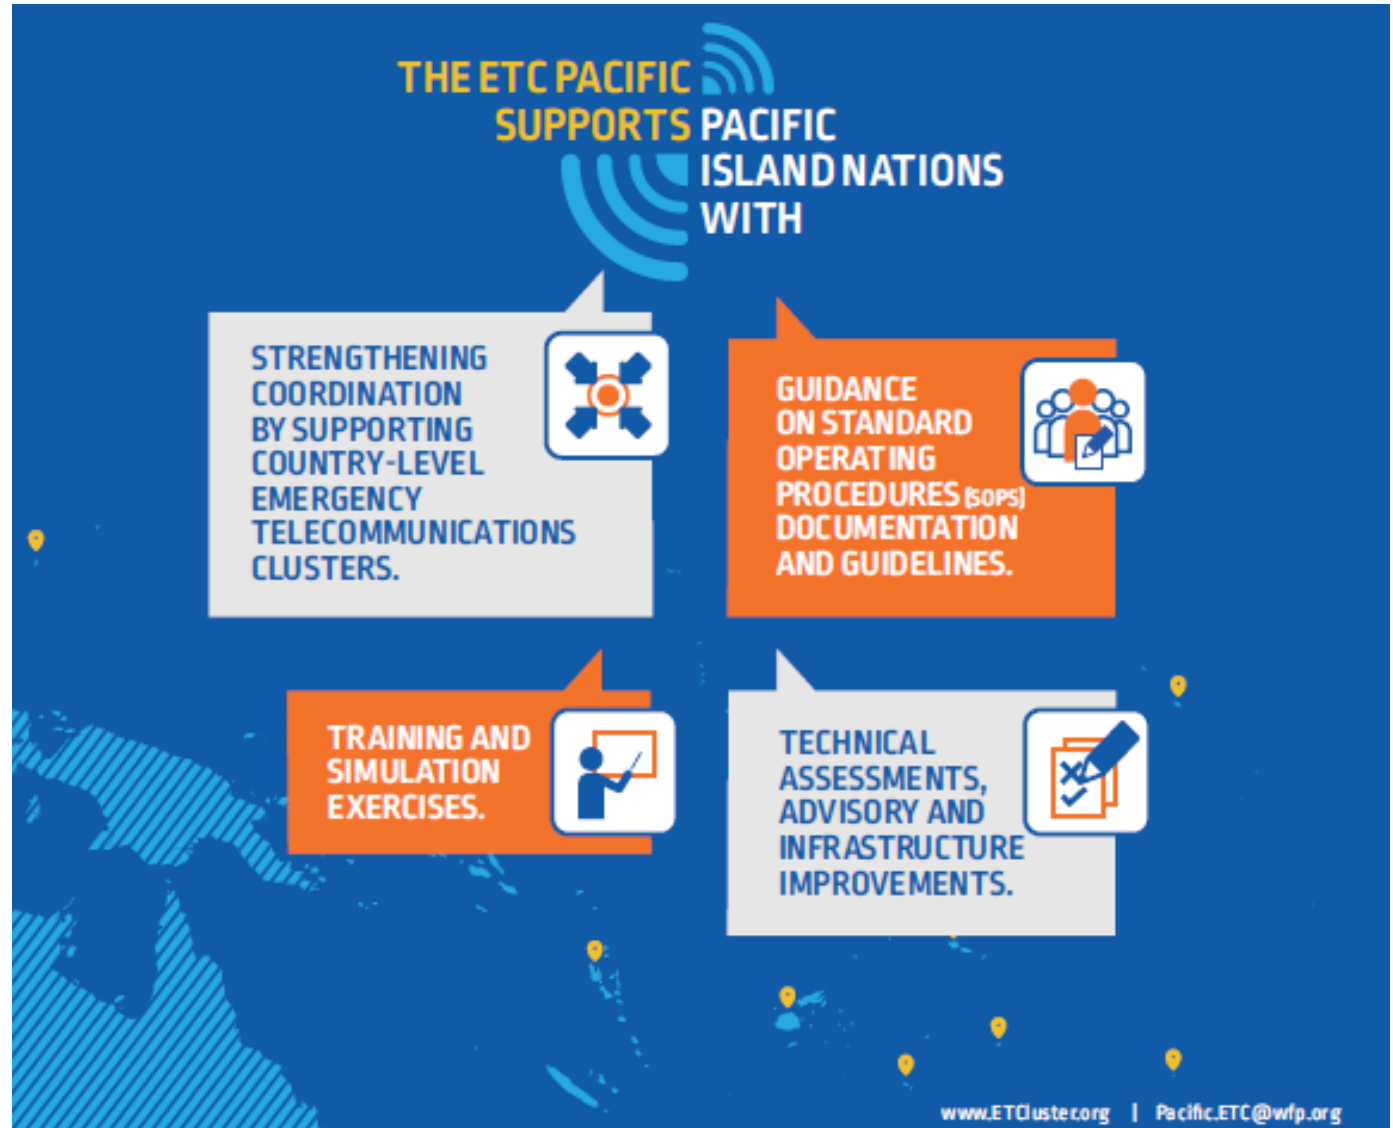 THE ETC PACIFIC
SUPPORTS PACIFIC
ISLAND NATIONS
WITH
STRENGTHENING
COORDINATION
BY SUPPORTING
COUNTRY-LEVEL
EMERGENCY
TELECOMMUNICATIONS
CLUSTERS.
GUIDANCE
ON STANDARD
OPERATING
PROCEDURES (SOPS)
DOCUMENTATION
AND GUIDELINES.
TRAINING AND
SIMULATION
EXERCISES.
TECHNICAL
ASSESSMENTS,
ADVISORY AND
INFRASTRUCTURE
IMPROVEMENTS.
www.ETCluster.org | Pacific.ETC@wfp.org